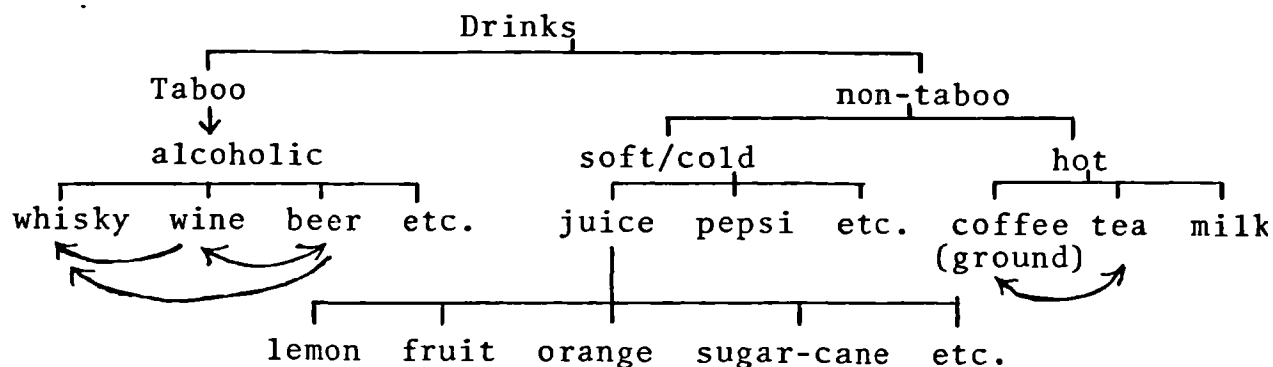 Drinks
Taboo non-taboo
alcoholic soft/cold hot
whisky wine beer etc. juice pepsi etc. coffee tea milk
(ground)
lemon fruit orange sugar-cane etc.